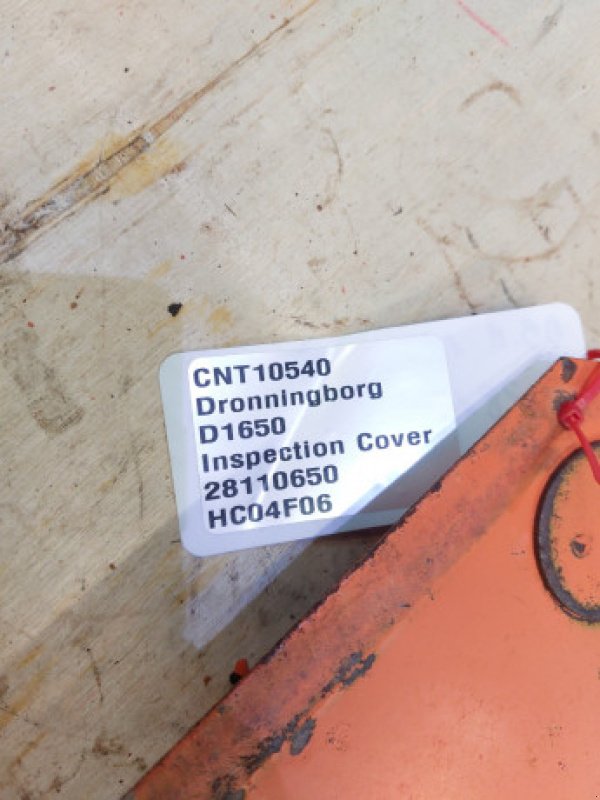 CNT10540
Dronningborg
D1650
Inspection Cover
28110650
HC04F06